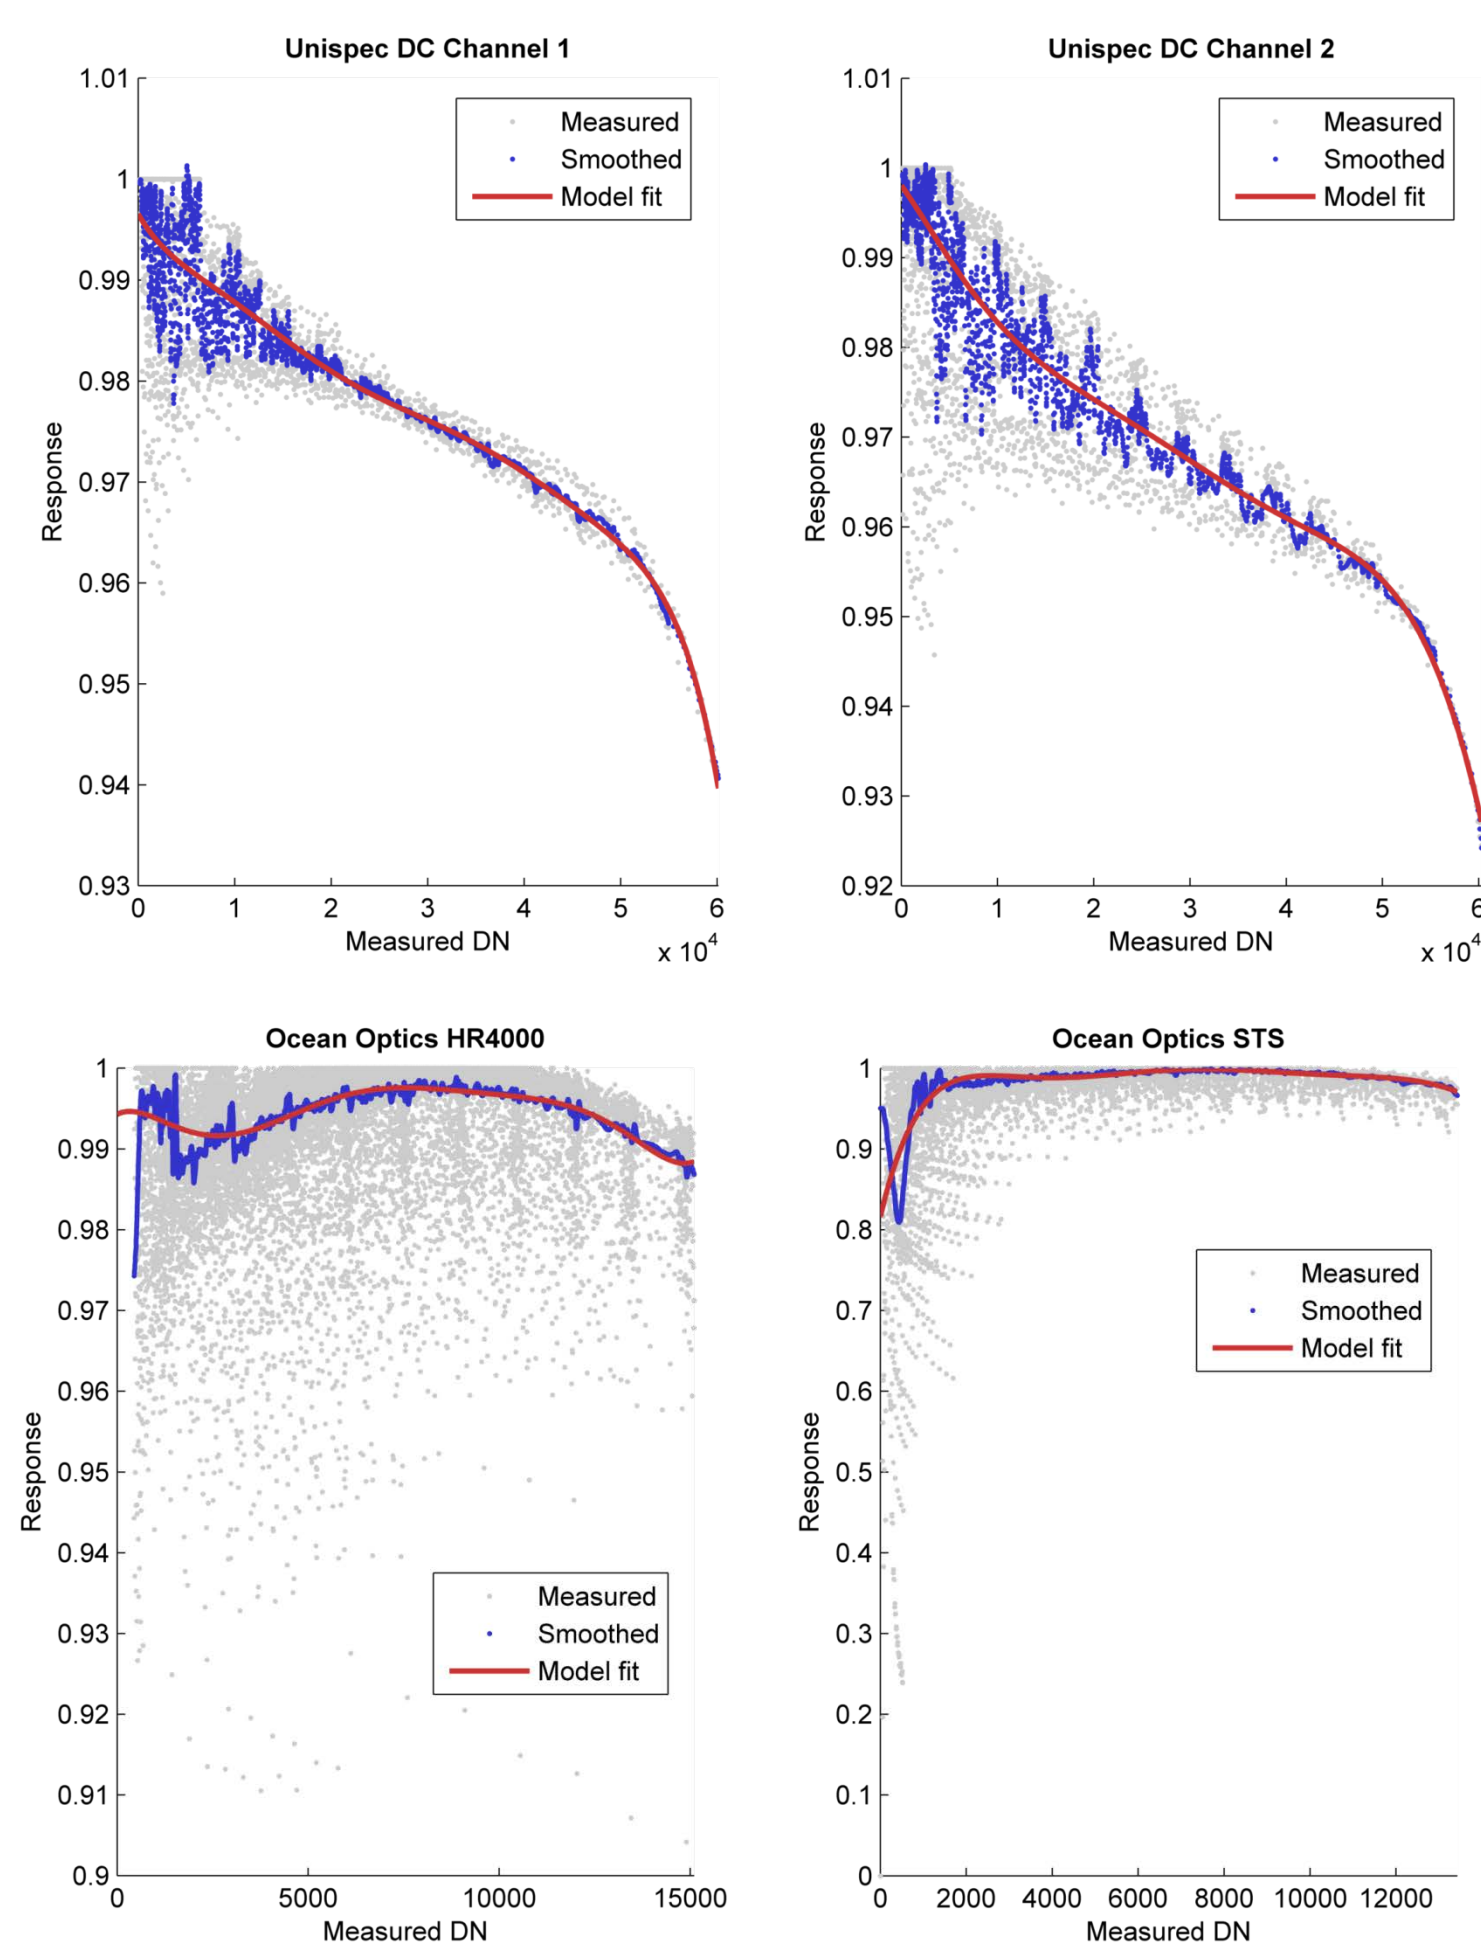 Unispec DC Channel 1
1.01
1
0.99
0.98
0.97
0.96
0.95
0.94
0.93
Response
0 1 2 3 4 5 6
Measured DN
x 10^4
Measured
Smoothed
Model fit
Unispec DC Channel 2
1.01
1
0.99
0.98
0.97
0.96
0.95
0.94
0.93
0.92
Response
0 1 2 3 4 5 6
Measured DN
x 10^4
Measured
Smoothed
Model fit
Ocean Optics HR4000
1
0.99
0.98
0.97
0.96
0.95
0.94
0.93
0.92
0.91
0.9
Response
0 5000 10000 15000
Measured DN
Measured
Smoothed
Model fit
Ocean Optics STS
1
0.9
0.8
0.7
0.6
0.5
0.4
0.3
0.2
0.1
0
Response
0 2000 4000 6000 8000 10000 12000
Measured DN
Measured
Smoothed
Model fit